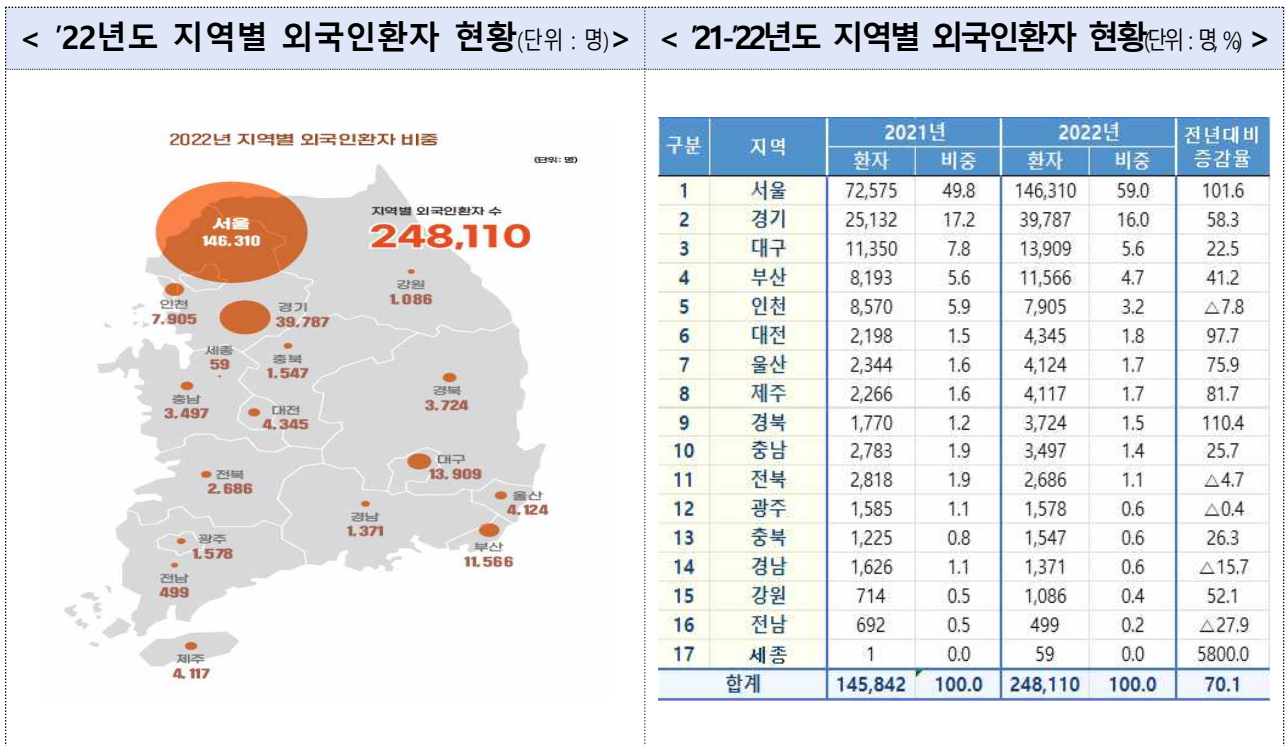 < ’22년도 지역별 외국인환자 현황(단위 : 명)>
2022년 지역별 외국인환자 비중
(단위: 명)
지역별 외국인환자 수
248,110
서울
146,310
강원
1,086
인천
7,905
경기
39,787
세종
59
충북
1,547
경북
3,724
충남
3,497
대전
4,345
대구
13,909
전북
2,686
울산
4,124
경남
1,371
부산
11,566
광주
1,578
전남
499
제주
4,117
< ’21-’22년도 지역별 외국인환자 현황(단위 : 명, %) >
구분 지역 2021년 2022년 전년대비 증감율
환자 비중 환자 비중
1 서울 72,575 49.8 146,310 59.0 101.6
2 경기 25,132 17.2 39,787 16.0 58.3
3 대구 11,350 7.8 13,909 5.6 22.5
4 부산 8,193 5.6 11,566 4.7 41.2
5 인천 8,570 5.9 7,905 3.2 △7.8
6 대전 2,198 1.5 4,345 1.8 97.7
7 울산 2,344 1.6 4,124 1.7 75.9
8 제주 2,266 1.6 4,117 1.7 81.7
9 경북 1,770 1.2 3,724 1.5 110.4
10 충남 2,783 1.9 3,497 1.4 25.7
11 전북 2,818 1.9 2,686 1.1 △4.7
12 광주 1,585 1.1 1,578 0.6 △0.4
13 충북 1,225 0.8 1,547 0.6 26.3
14 경남 1,626 1.1 1,371 0.6 △15.7
15 강원 714 0.5 1,086 0.4 52.1
16 전남 692 0.5 499 0.2 △27.9
17 세종 1 0.0 59 0.0 5800.0
합계 145,842 100.0 248,110 100.0 70.1